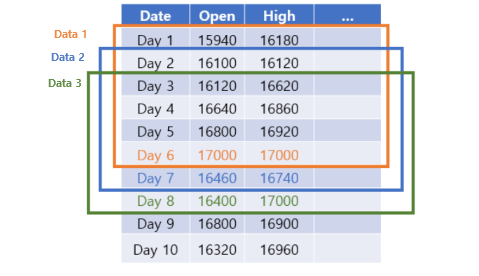 Date Open High ...
Data 1
Day 1 15940 16180
Data 2
Day 2 16100 16120
Data 3
Day 3 16120 16620
Day 4 16640 16860
Day 5 16800 16920
Day 6 17000 17000
Day 7 16460 16740
Day 8 16400 17000
Day 9 16800 16900
Day 10 16320 16960